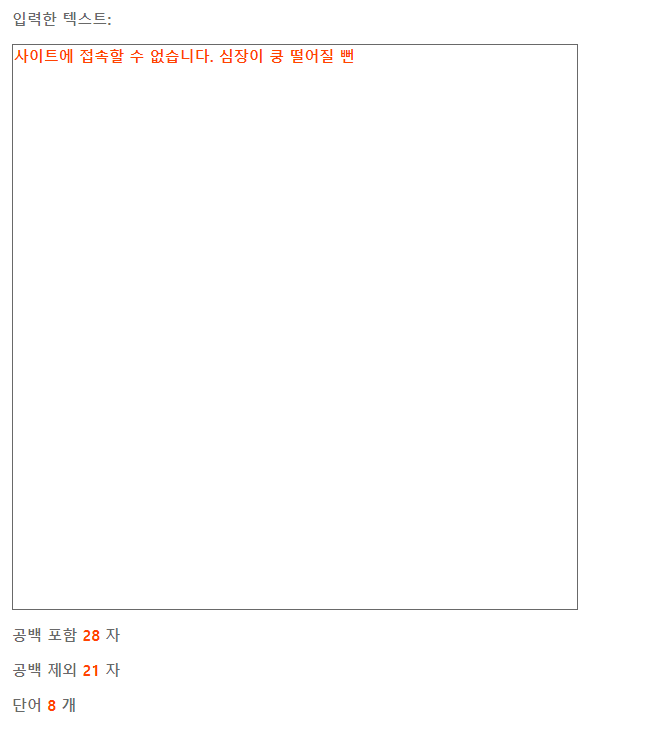 입력한 텍스트:
사이트에 접속할 수 없습니다. 심장이 쿵 떨어질 뻔
공백 포함 28 자
공백 제외 21 자
단어 8 개